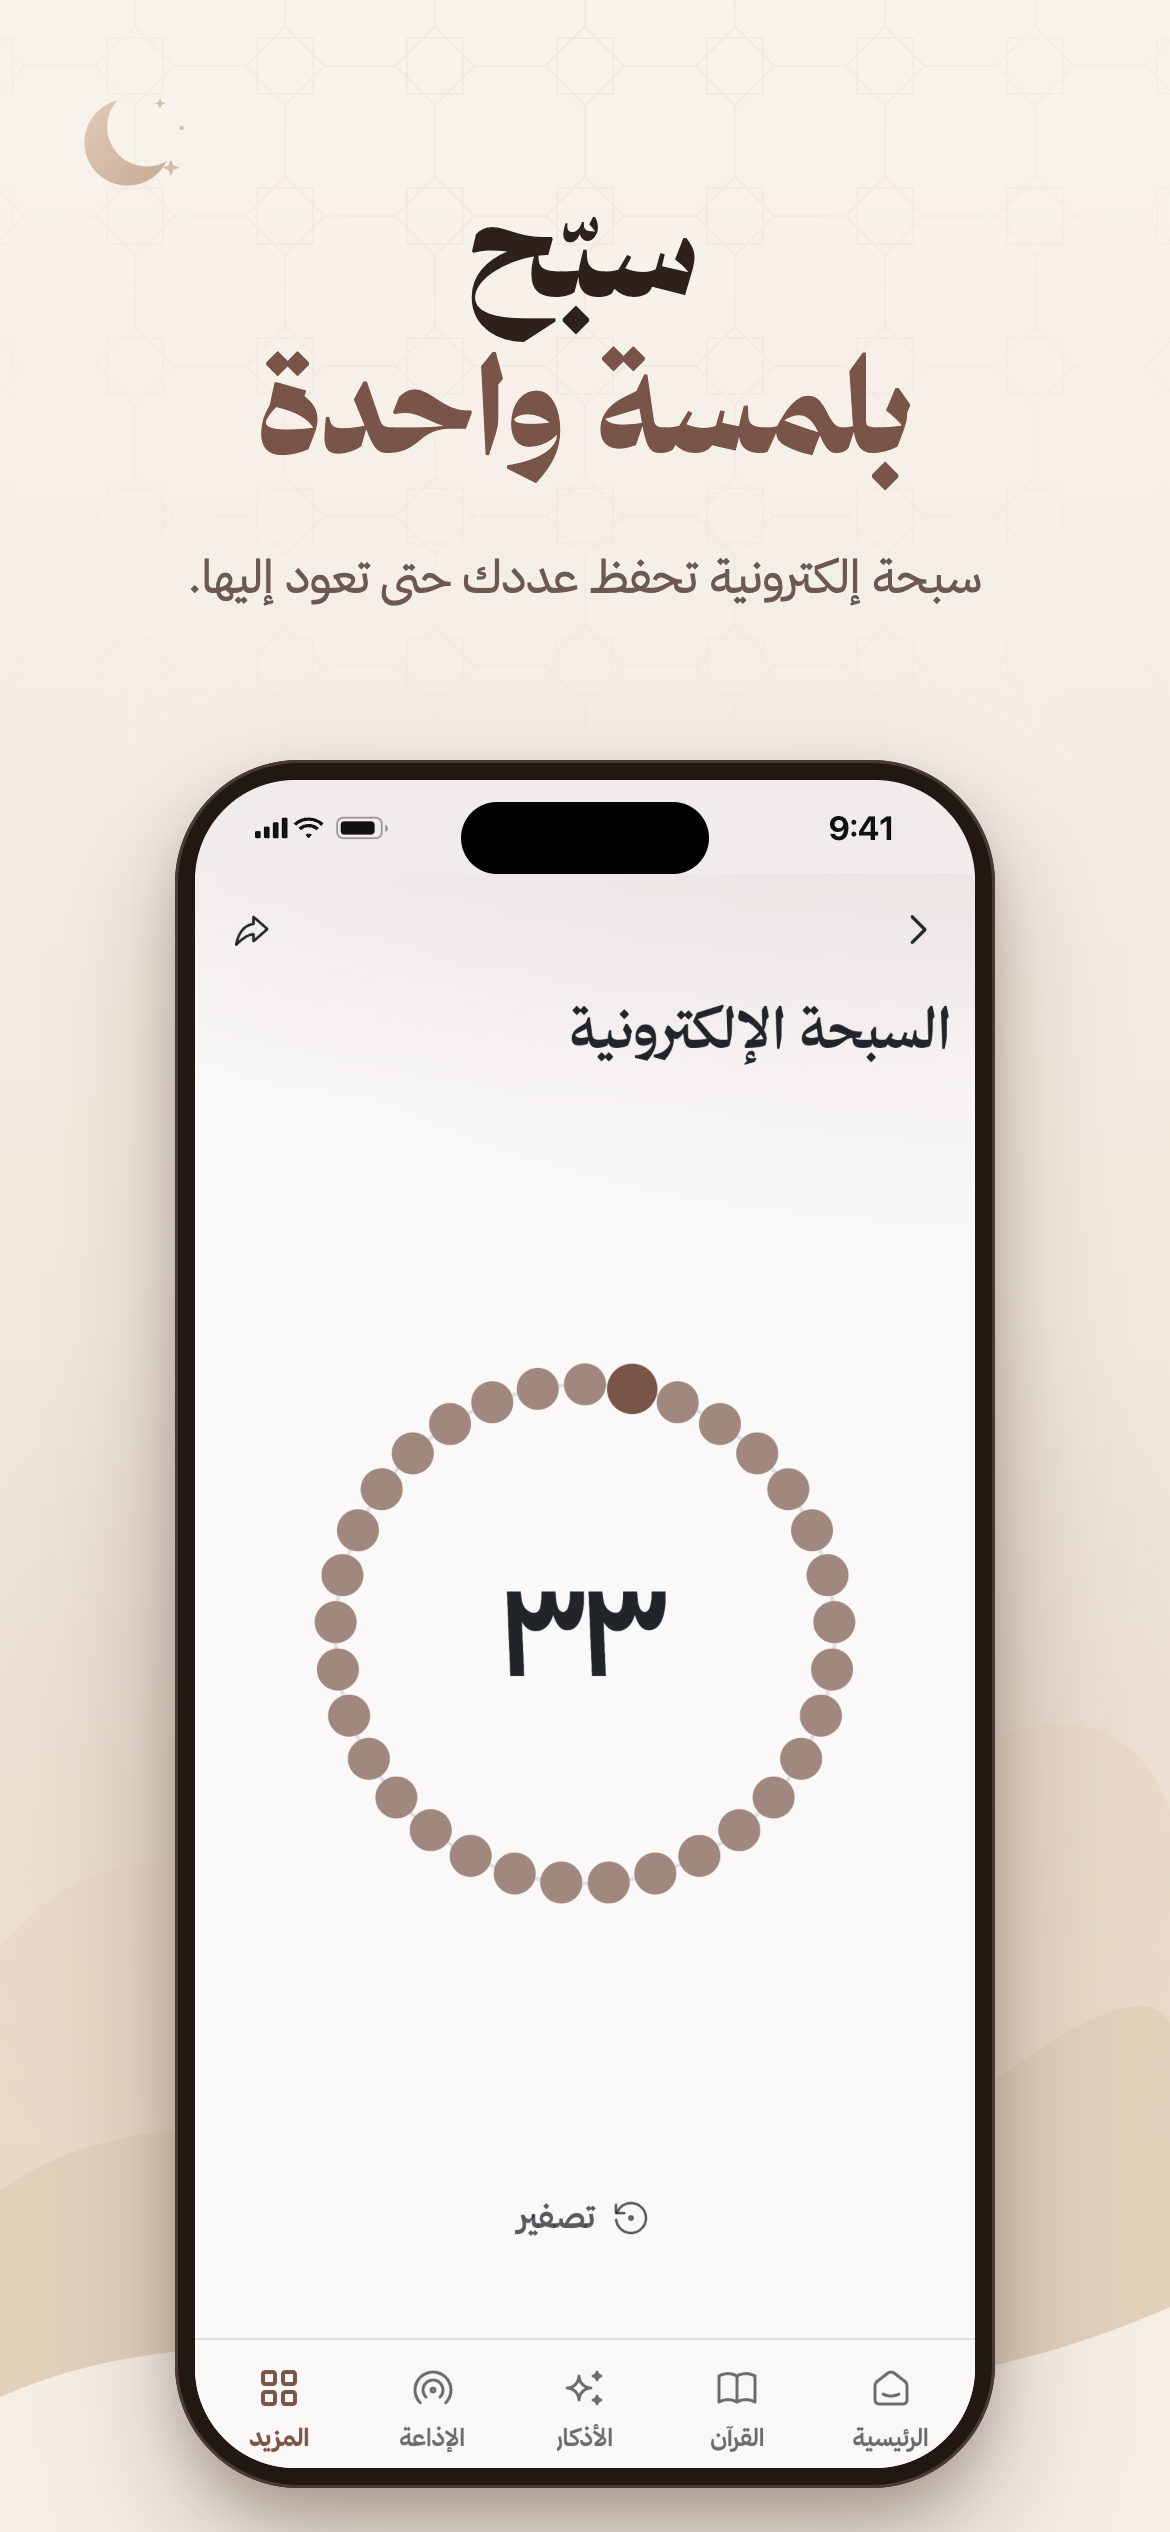 سبّح
بلمسة واحدة
سبحة إلكترونية تحفظ عددك حتى تعود إليها.
9:41
السبحة الإلكترونية
٣٣
تصفير
الرئيسية
القرآن
الأذكار
الإذاعة
المزيد